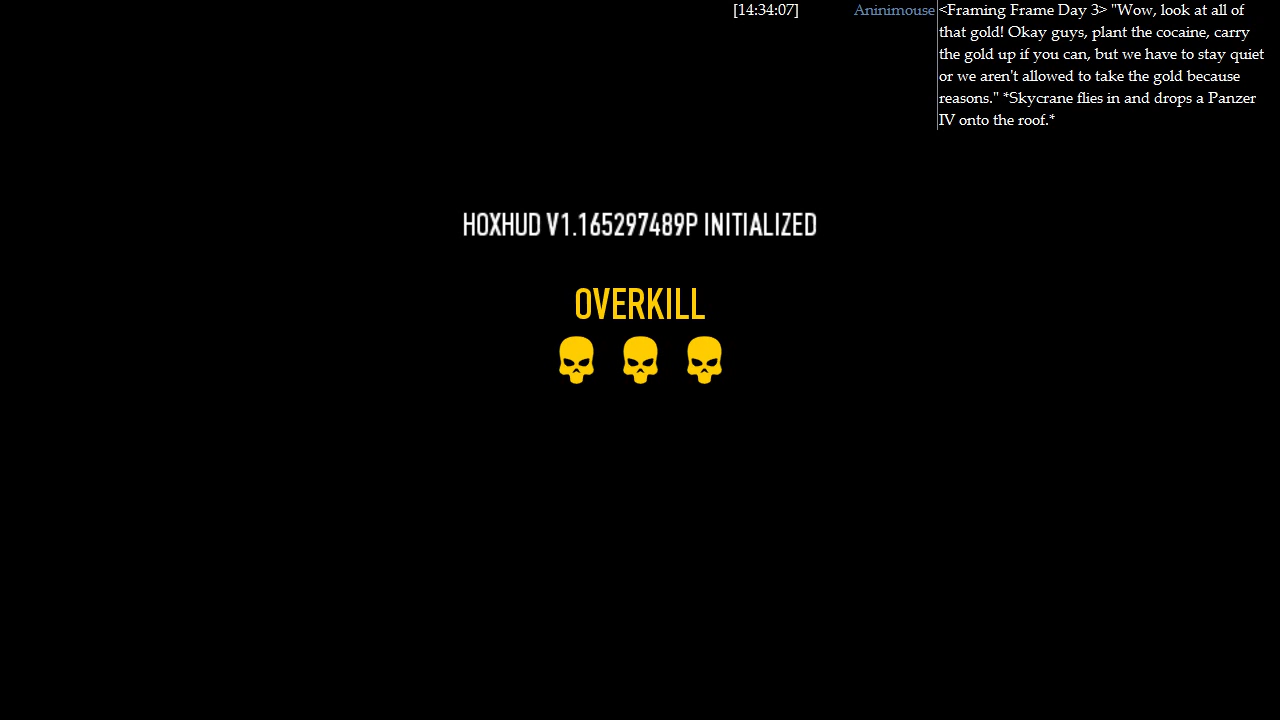 [14:34:07] Aninimouse <Framing Frame Day 3> "Wow, look at all of
that gold! Okay guys, plant the cocaine, carry
the gold up if you can, but we have to stay quiet
or we aren't allowed to take the gold because
reasons." *Skycrane flies in and drops a Panzer
IV onto the roof.*
HOXHUD V1.165297489P INITIALIZED
OVERKILL